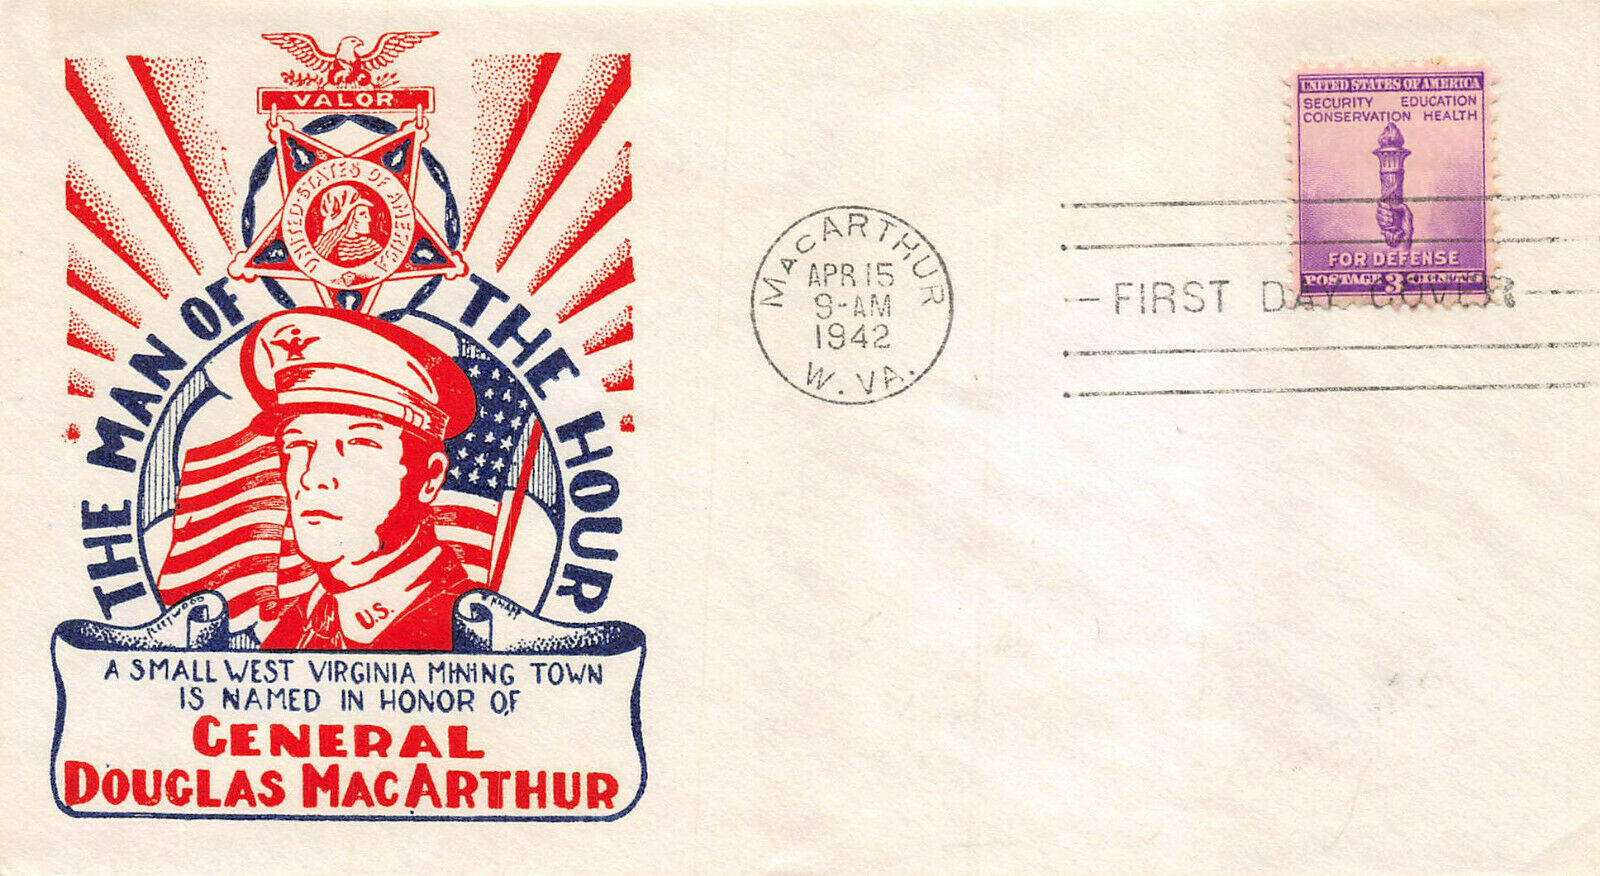 VALOR
UNITED STATES OF AMERICA
THE MAN OF THE HOUR
U.S.
FLEETWOOD
KNAPP
A SMALL WEST VIRGINIA MINING TOWN
IS NAMED IN HONOR OF
GENERAL
DOUGLAS MACARTHUR
MACARTHUR
APR 15
9-AM
1942
W. VA.
UNITED STATES OF AMERICA
SECURITY EDUCATION
CONSERVATION HEALTH
FOR DEFENSE
POSTAGE 3 CENTS
FIRST DAY COVER